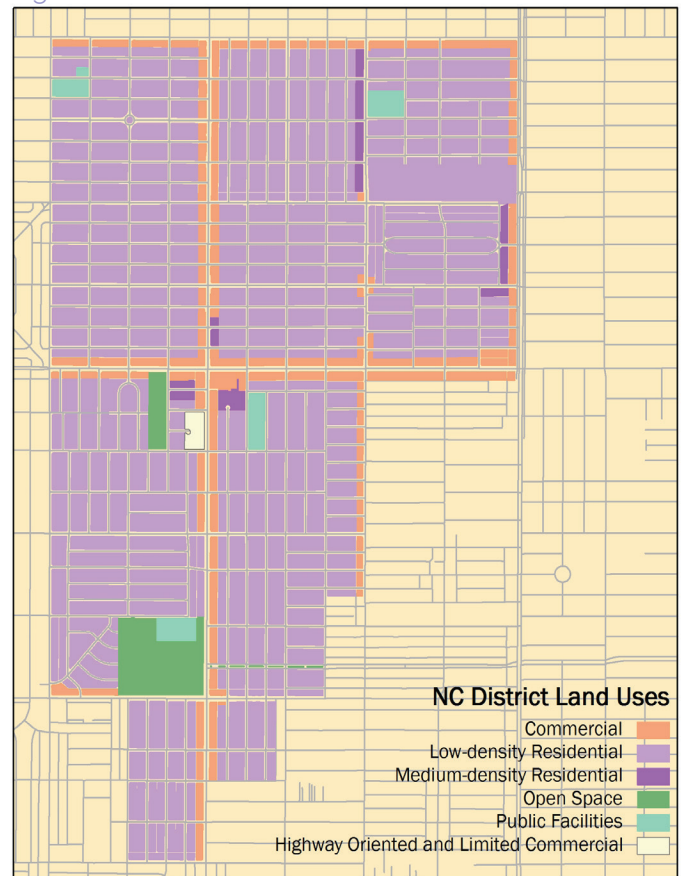 NC District Land Uses
Commercial
Low-density Residential
Medium-density Residential
Open Space
Public Facilities
Highway Oriented and Limited Commercial